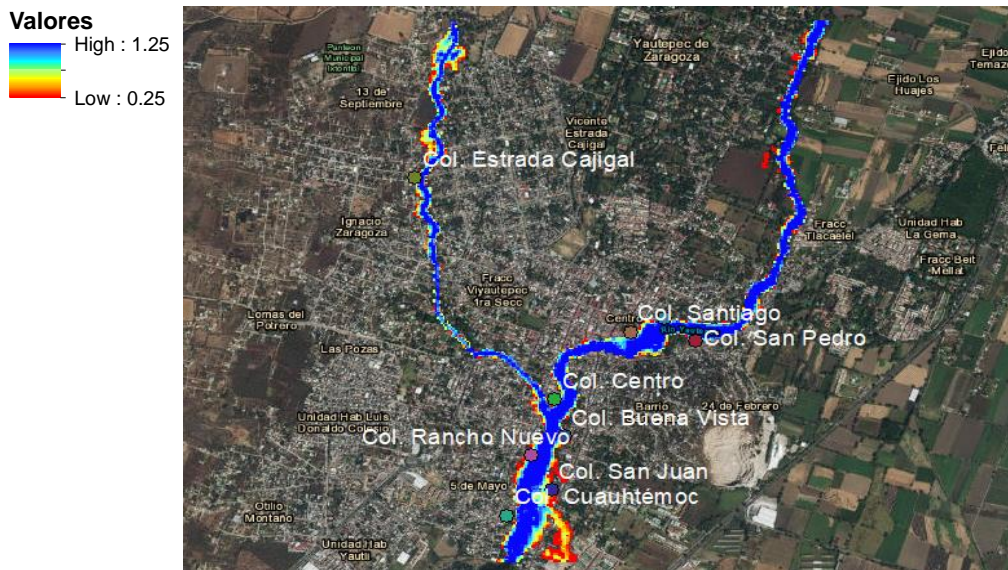 Valores
High : 1.25
Low : 0.25
Panteon
Municipal
Ixtontlal
13 de
Septiembre
Yautepec de
Zaragoza
Ejido
Temazo
Ejido Los
Huajes
Vicente
Estrada
Cajigal
Col. Estrada Cajigal
Ignacio
Zaragoza
Fracc
Tlacaelel
Unidad Hab
La Gema
Fracc Beit
Mellat
Fracc
Viyautepec
1ra Secc
Lomas del
Potrero
Centro
Col. Santiago
Col. San Pedro
Las Pozas
Col. Centro
Unidad Hab Luis
Donaldo Colosio
Barrio
24 de Febrero
Col. Buena Vista
Col. Rancho Nuevo
Col. San Juan
5 de Mayo
Col. Cuauhtémoc
Otilio
Montaño
Unidad Hab
Yautli